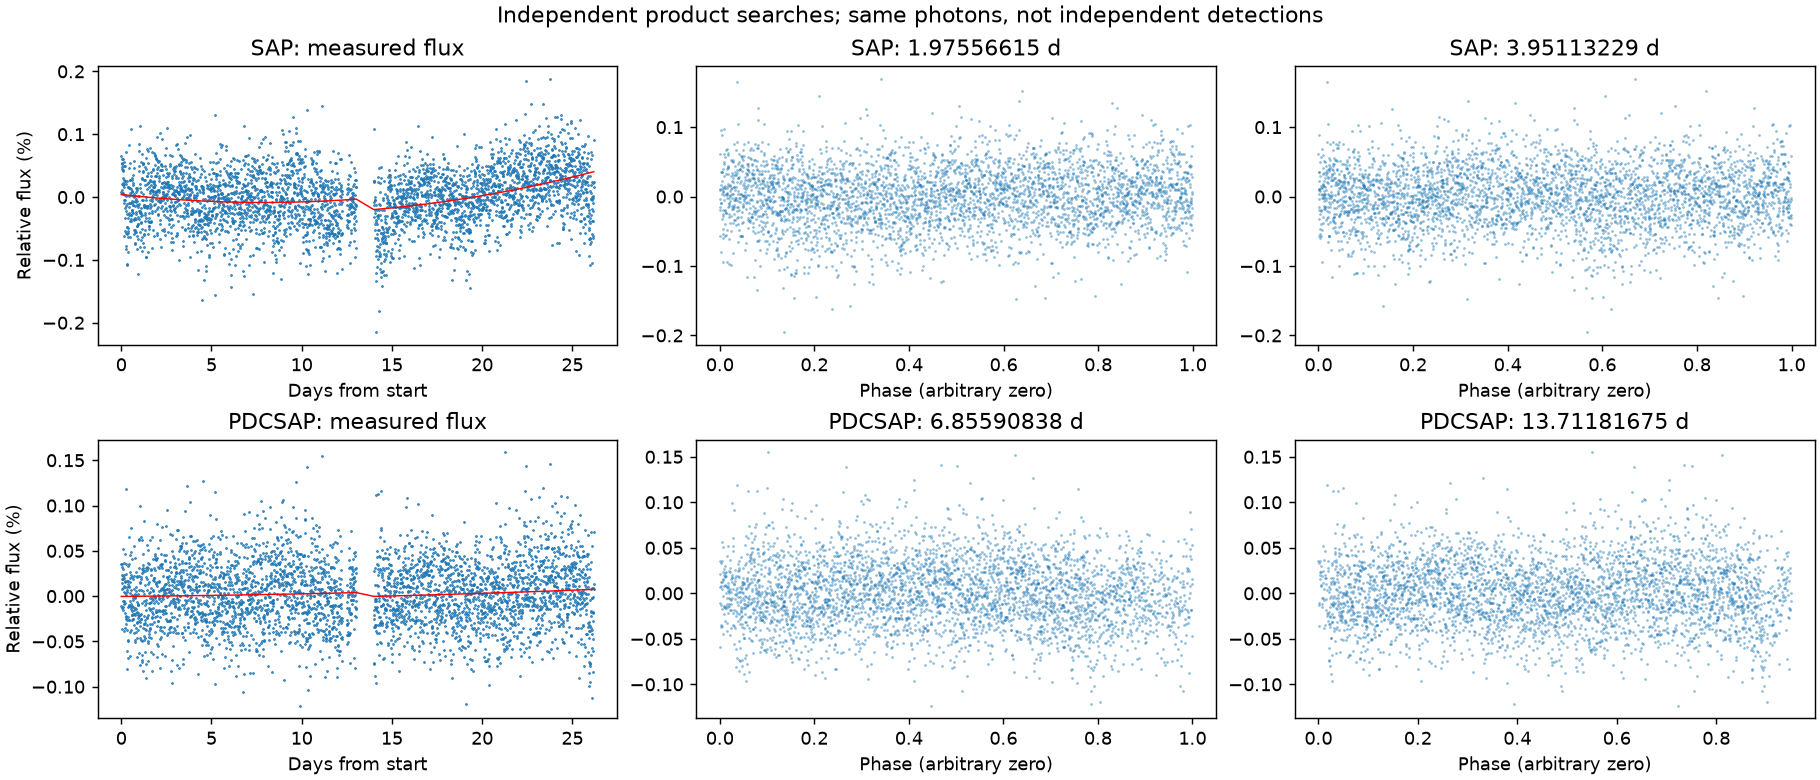 Independent product searches; same photons, not independent detections
SAP: measured flux
SAP: 1.97556615 d
SAP: 3.95113229 d
Relative flux (%)
0.2
0.1
0.0
−0.1
−0.2
0.1
0.0
−0.1
−0.2
0.1
0.0
−0.1
−0.2
0 5 10 15 20 25
0.0 0.2 0.4 0.6 0.8 1.0
0.0 0.2 0.4 0.6 0.8 1.0
Days from start
Phase (arbitrary zero)
Phase (arbitrary zero)
PDCSAP: measured flux
PDCSAP: 6.85590838 d
PDCSAP: 13.71181675 d
Relative flux (%)
0.15
0.10
0.05
0.00
−0.05
−0.10
0.15
0.10
0.05
0.00
−0.05
−0.10
0.15
0.10
0.05
0.00
−0.05
−0.10
0 5 10 15 20 25
0.0 0.2 0.4 0.6 0.8 1.0
0.0 0.2 0.4 0.6 0.8
Days from start
Phase (arbitrary zero)
Phase (arbitrary zero)